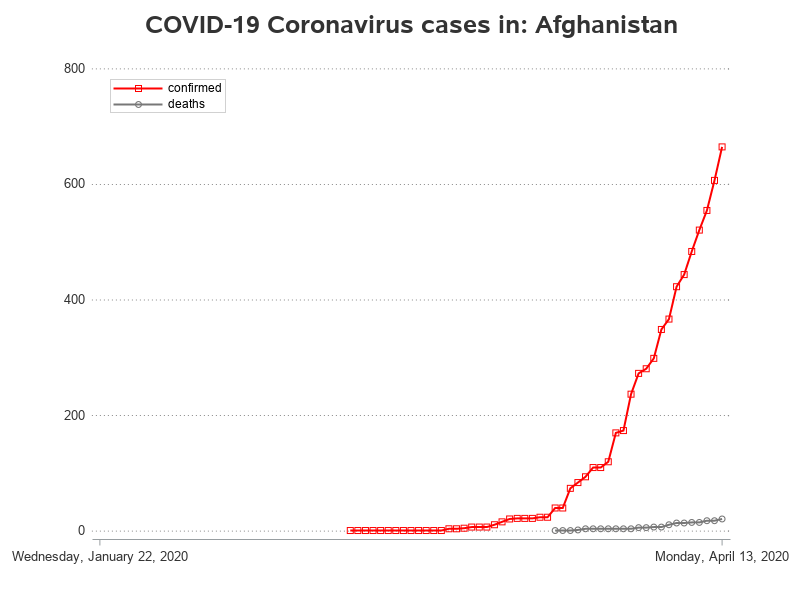 COVID-19 Coronavirus cases in: Afghanistan
800
confirmed
deaths
600
400
200
0
Wednesday, January 22, 2020
Monday, April 13, 2020